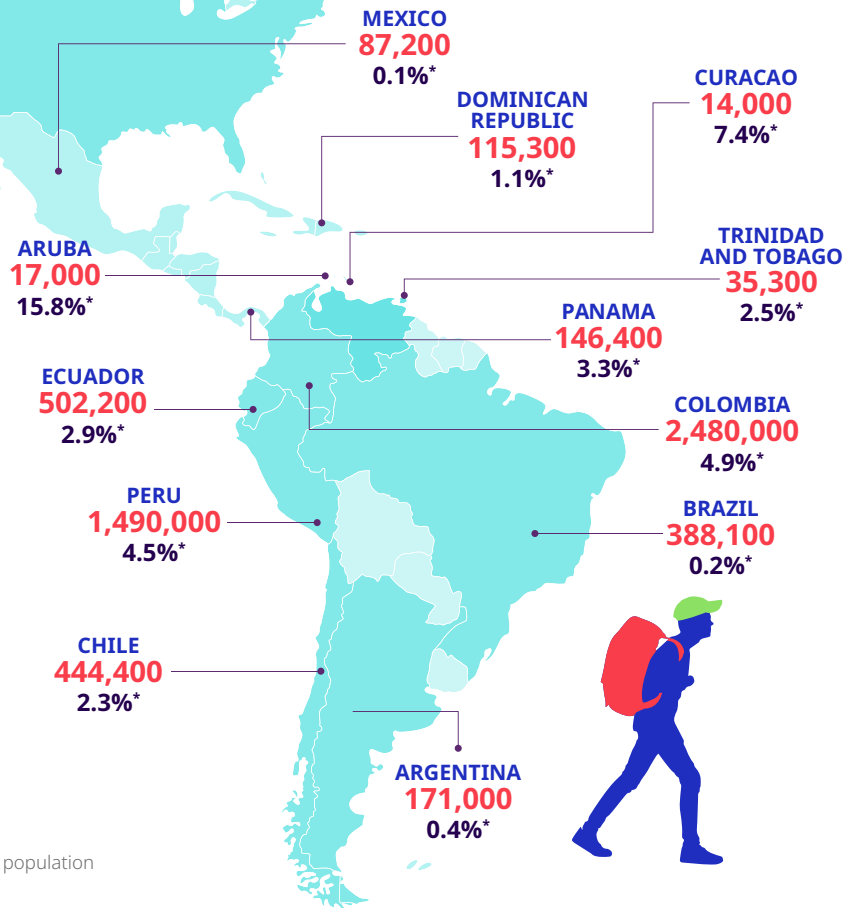 MEXICO
87,200
0.1%*
DOMINICAN
REPUBLIC
115,300
1.1%*
CURACAO
14,000
7.4%*
ARUBA
17,000
15.8%*
TRINIDAD
AND TOBAGO
35,300
2.5%*
PANAMA
146,400
3.3%*
ECUADOR
502,200
2.9%*
COLOMBIA
2,480,000
4.9%*
PERU
1,490,000
4.5%*
BRAZIL
388,100
0.2%*
CHILE
444,400
2.3%*
ARGENTINA
171,000
0.4%*
population